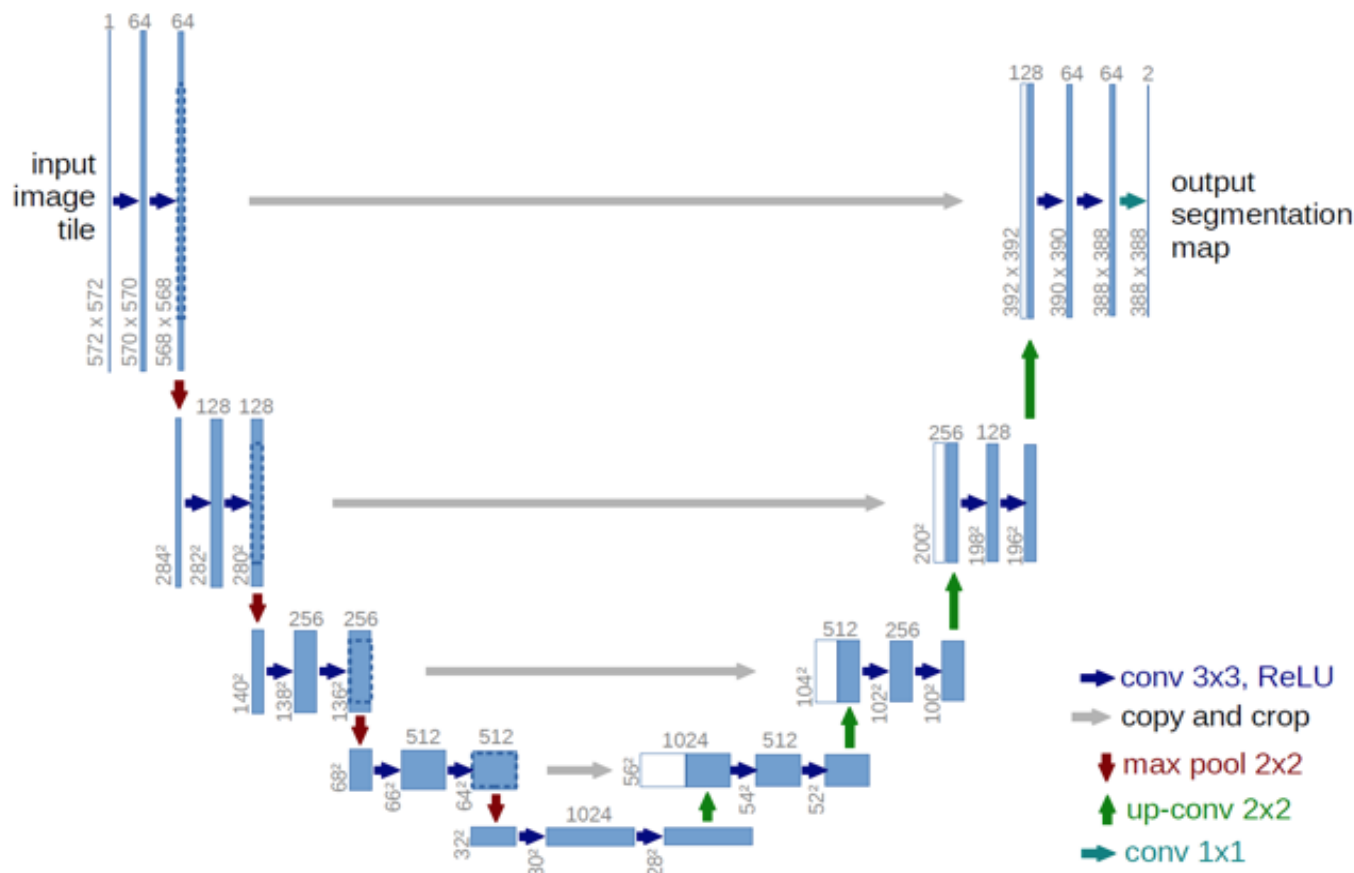 1 64 64
128 64 64 2
input
image
tile
output
segmentation
map
572 x 572
570 x 570
568 x 568
392 x 392
390 x 390
388 x 388
388 x 388
128 128
256 128
284²
282²
280²
200²
198²
196²
256 256
512 256
140²
138²
136²
104²
102²
100²
512 512
1024 512
68²
66²
64²
56²
54²
52²
1024
32²
30²
28²
conv 3x3, ReLU
copy and crop
max pool 2x2
up-conv 2x2
conv 1x1